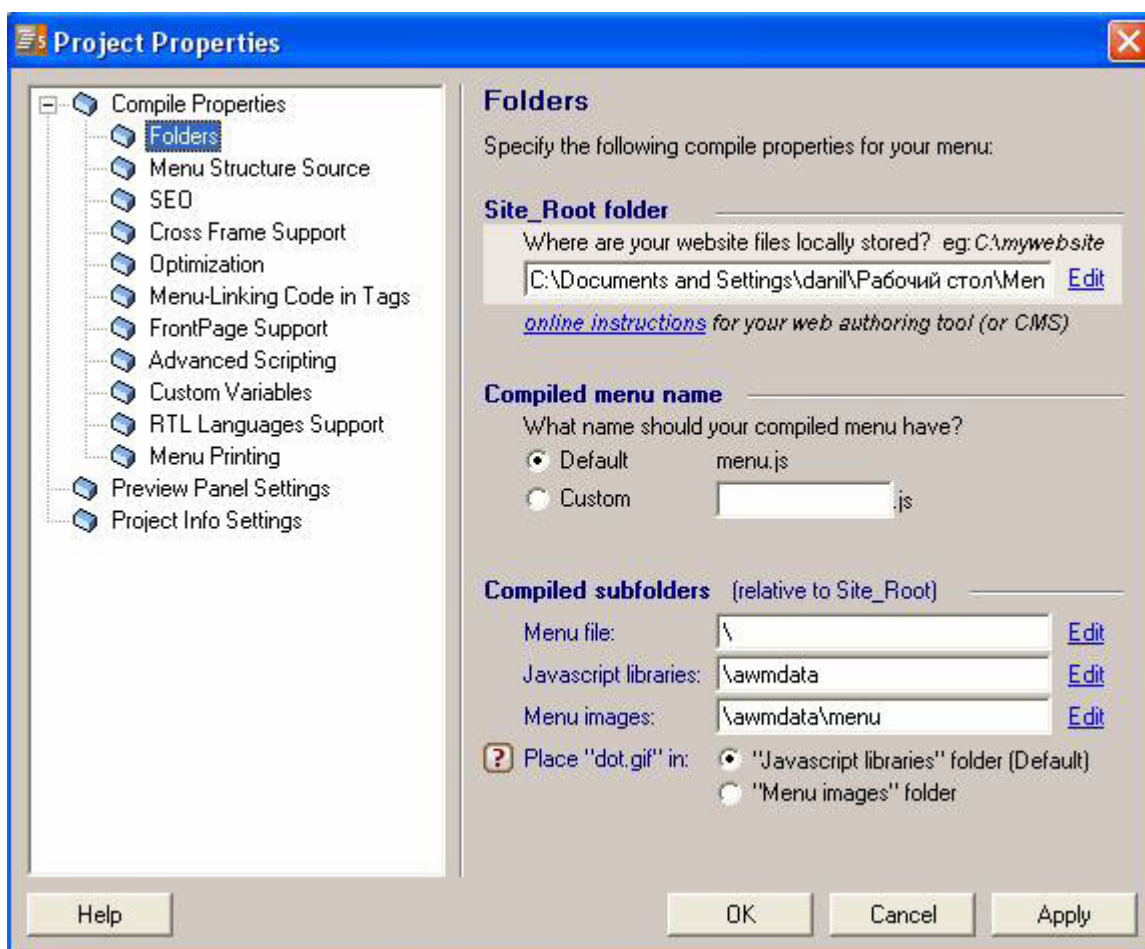 Project Properties
Compile Properties
Folders
Menu Structure Source
SEO
Cross Frame Support
Optimization
Menu-Linking Code in Tags
FrontPage Support
Advanced Scripting
Custom Variables
RTL Languages Support
Menu Printing
Preview Panel Settings
Project Info Settings
Folders
Specify the following compile properties for your menu:
Site_Root folder
Where are your website files locally stored? eg: C:\mywebsite
C:\Documents and Settings\danil\Рабочий стол\Men Edit
online instructions for your web authoring tool (or CMS)
Compiled menu name
What name should your compiled menu have?
Default menu.js
Custom .js
Compiled subfolders (relative to Site_Root)
Menu file: \ Edit
Javascript libraries: \awmdata Edit
Menu images: \awmdata\menu Edit
? Place "dot.gif" in: "Javascript libraries" folder (Default)
"Menu images" folder
Help OK Cancel Apply